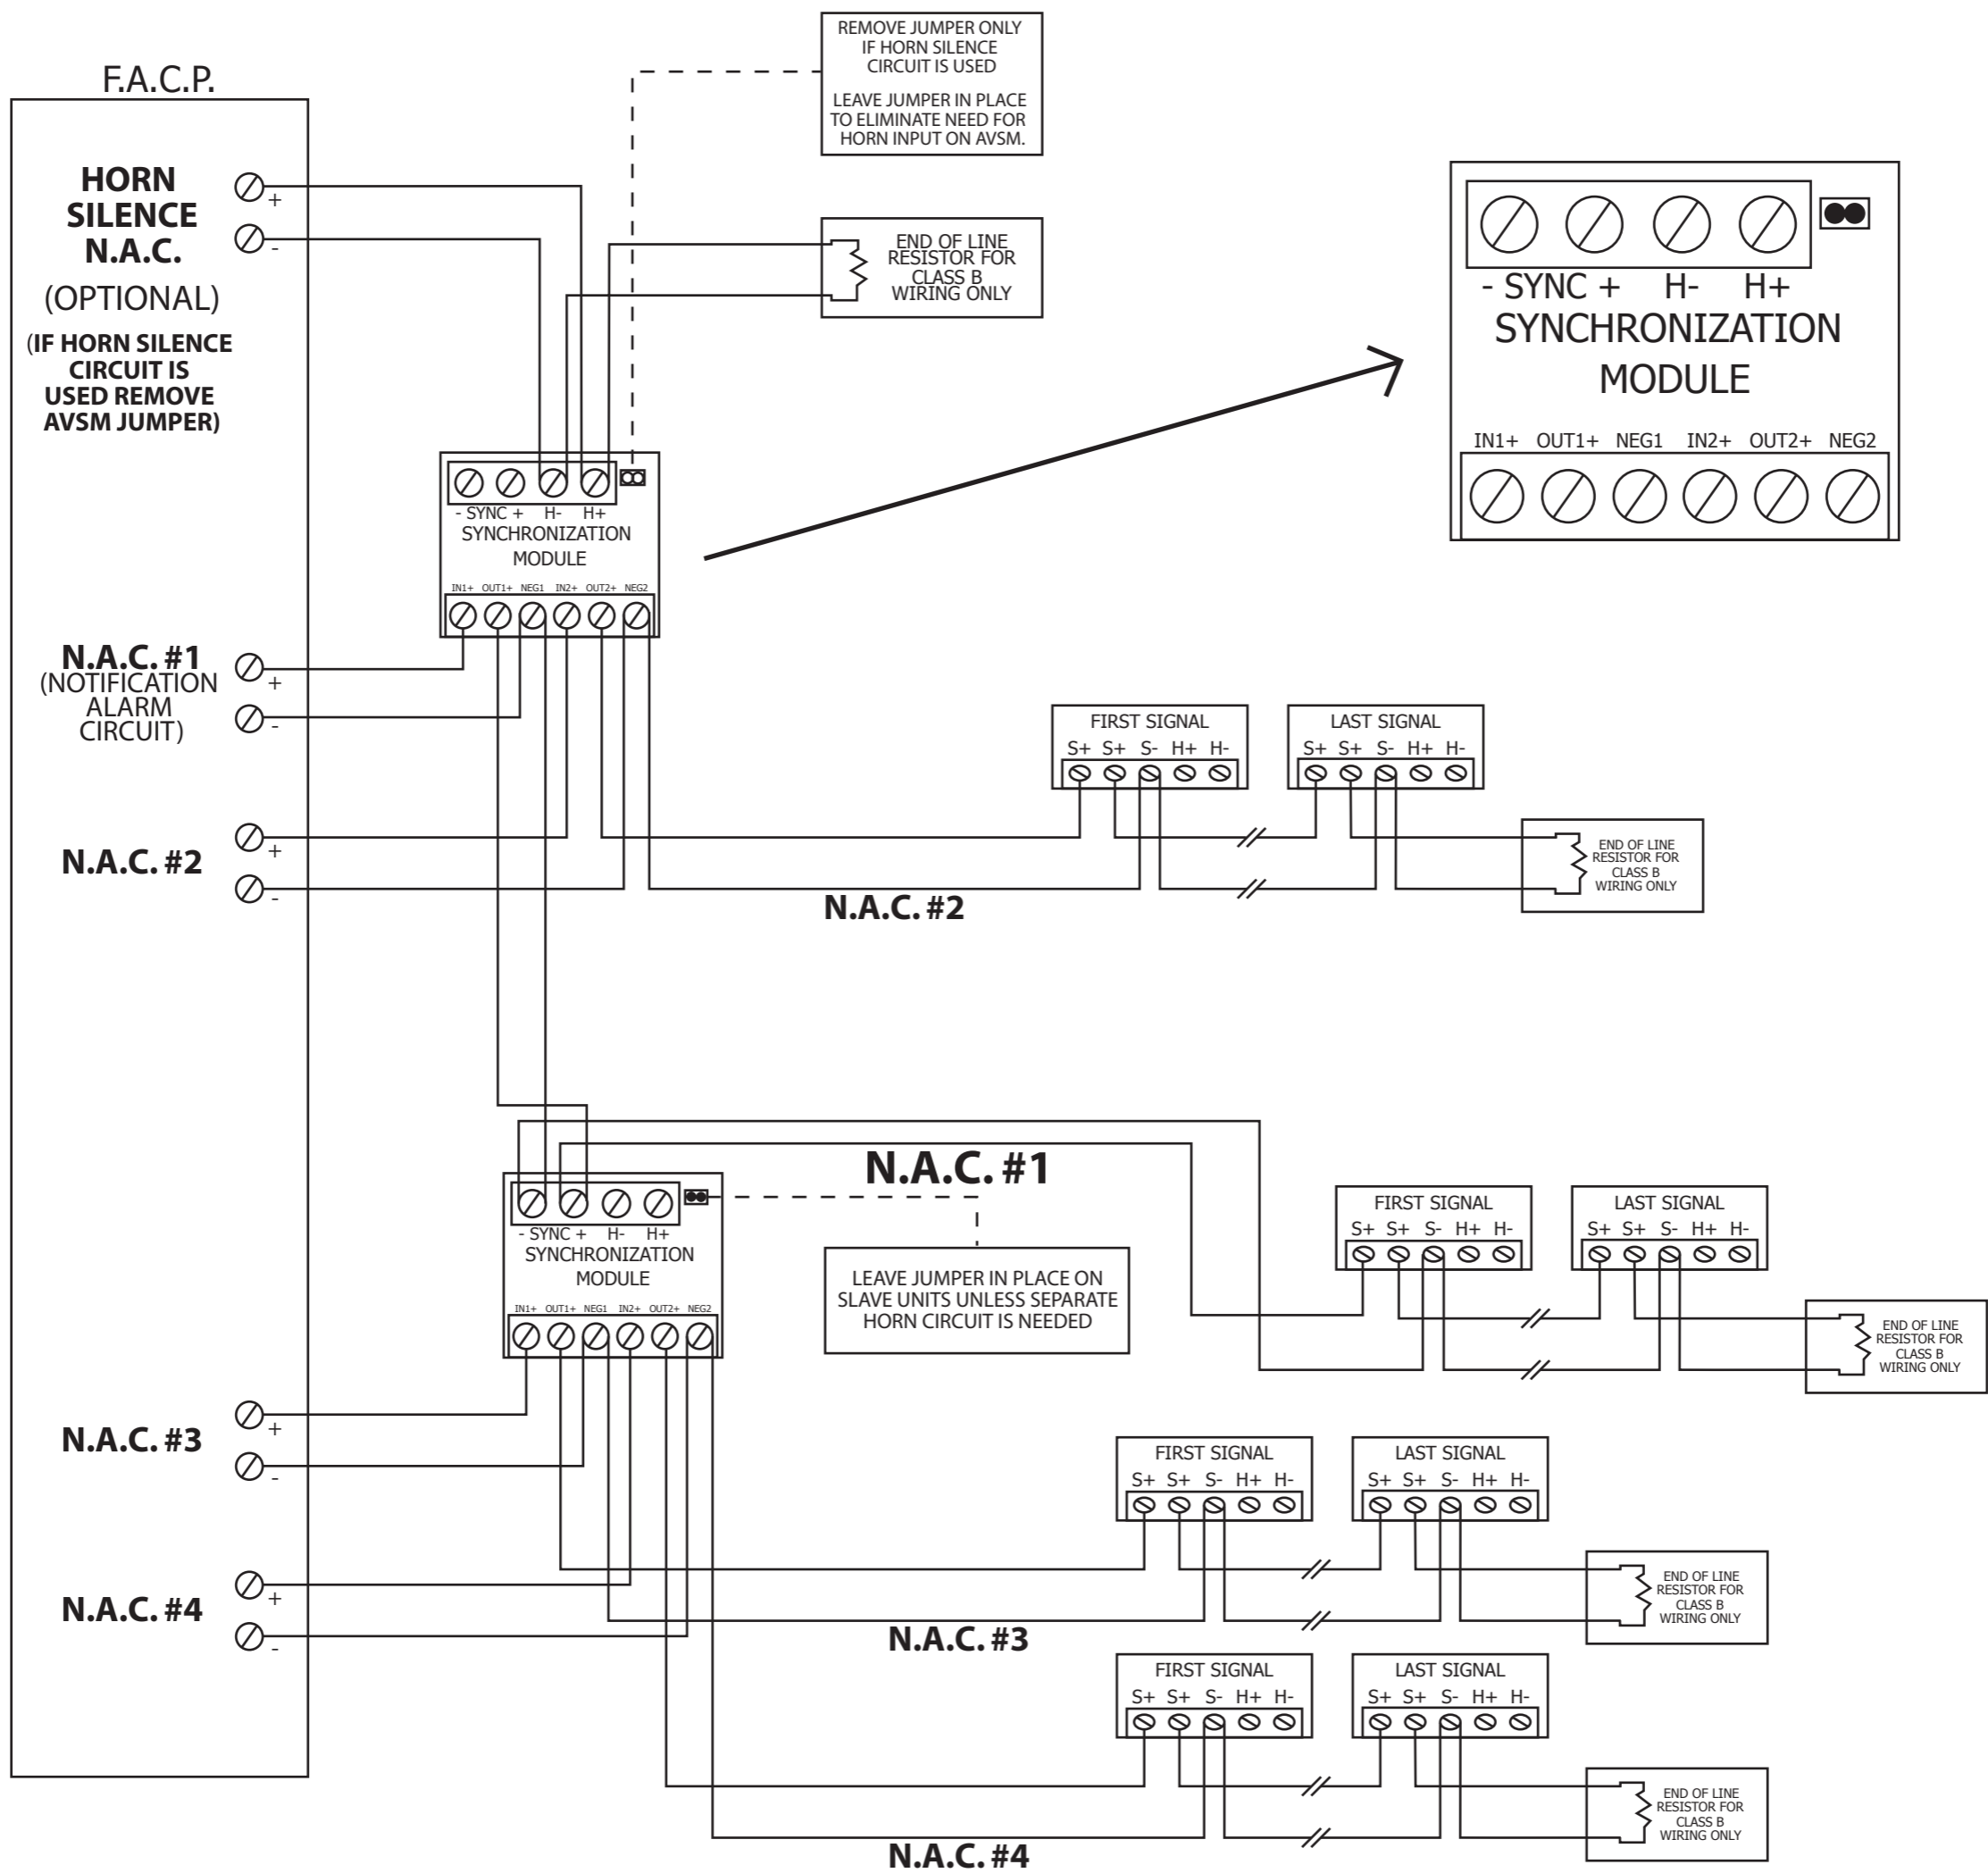 F.A.C.P.
HORN
SILENCE
N.A.C.
(OPTIONAL)
(IF HORN SILENCE
CIRCUIT IS
USED REMOVE
AVSM JUMPER)
+
-
REMOVE JUMPER ONLY
IF HORN SILENCE
CIRCUIT IS USED
LEAVE JUMPER IN PLACE
TO ELIMINATE NEED FOR
HORN INPUT ON AVSM.
END OF LINE
RESISTOR FOR
CLASS B
WIRING ONLY
- SYNC + H- H+
SYNCHRONIZATION
MODULE
IN1+ OUT1+ NEG1 IN2+ OUT2+ NEG2
- SYNC + H- H+
SYNCHRONIZATION
MODULE
IN1+ OUT1+ NEG1 IN2+ OUT2+ NEG2
N.A.C. #1
(NOTIFICATION
ALARM
CIRCUIT)
+
-
N.A.C. #2
+
-
FIRST SIGNAL
S+ S+ S- H+ H-
LAST SIGNAL
S+ S+ S- H+ H-
END OF LINE
RESISTOR FOR
CLASS B
WIRING ONLY
N.A.C. #2
N.A.C. #1
- SYNC + H- H+
SYNCHRONIZATION
MODULE
IN1+ OUT1+ NEG1 IN2+ OUT2+ NEG2
LEAVE JUMPER IN PLACE ON
SLAVE UNITS UNLESS SEPARATE
HORN CIRCUIT IS NEEDED
FIRST SIGNAL
S+ S+ S- H+ H-
LAST SIGNAL
S+ S+ S- H+ H-
END OF LINE
RESISTOR FOR
CLASS B
WIRING ONLY
N.A.C. #3
+
-
FIRST SIGNAL
S+ S+ S- H+ H-
LAST SIGNAL
S+ S+ S- H+ H-
END OF LINE
RESISTOR FOR
CLASS B
WIRING ONLY
N.A.C. #3
N.A.C. #4
+
-
FIRST SIGNAL
S+ S+ S- H+ H-
LAST SIGNAL
S+ S+ S- H+ H-
END OF LINE
RESISTOR FOR
CLASS B
WIRING ONLY
N.A.C. #4